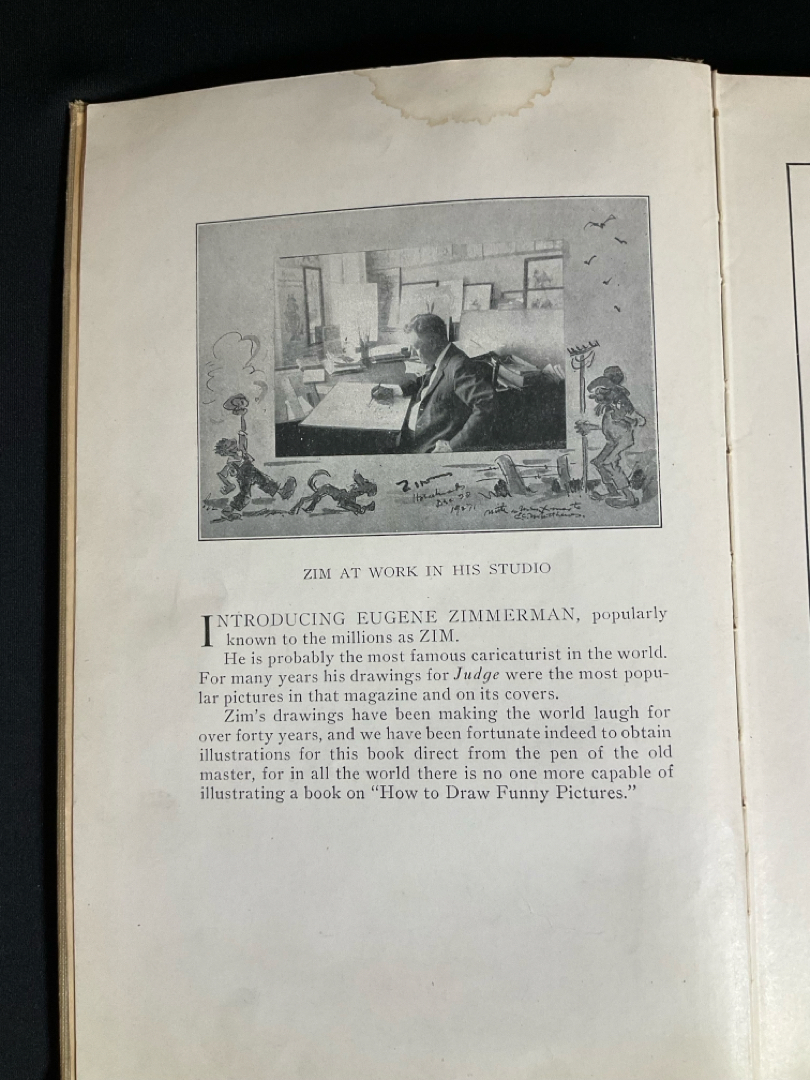 ZIM
1927
with a
ZIM AT WORK IN HIS STUDIO
INTRODUCING EUGENE ZIMMERMAN, popularly
known to the millions as ZIM.
He is probably the most famous caricaturist in the world.
For many years his drawings for Judge were the most popu-
lar pictures in that magazine and on its covers.
Zim's drawings have been making the world laugh for
over forty years, and we have been fortunate indeed to obtain
illustrations for this book direct from the pen of the old
master, for in all the world there is no one more capable of
illustrating a book on "How to Draw Funny Pictures."